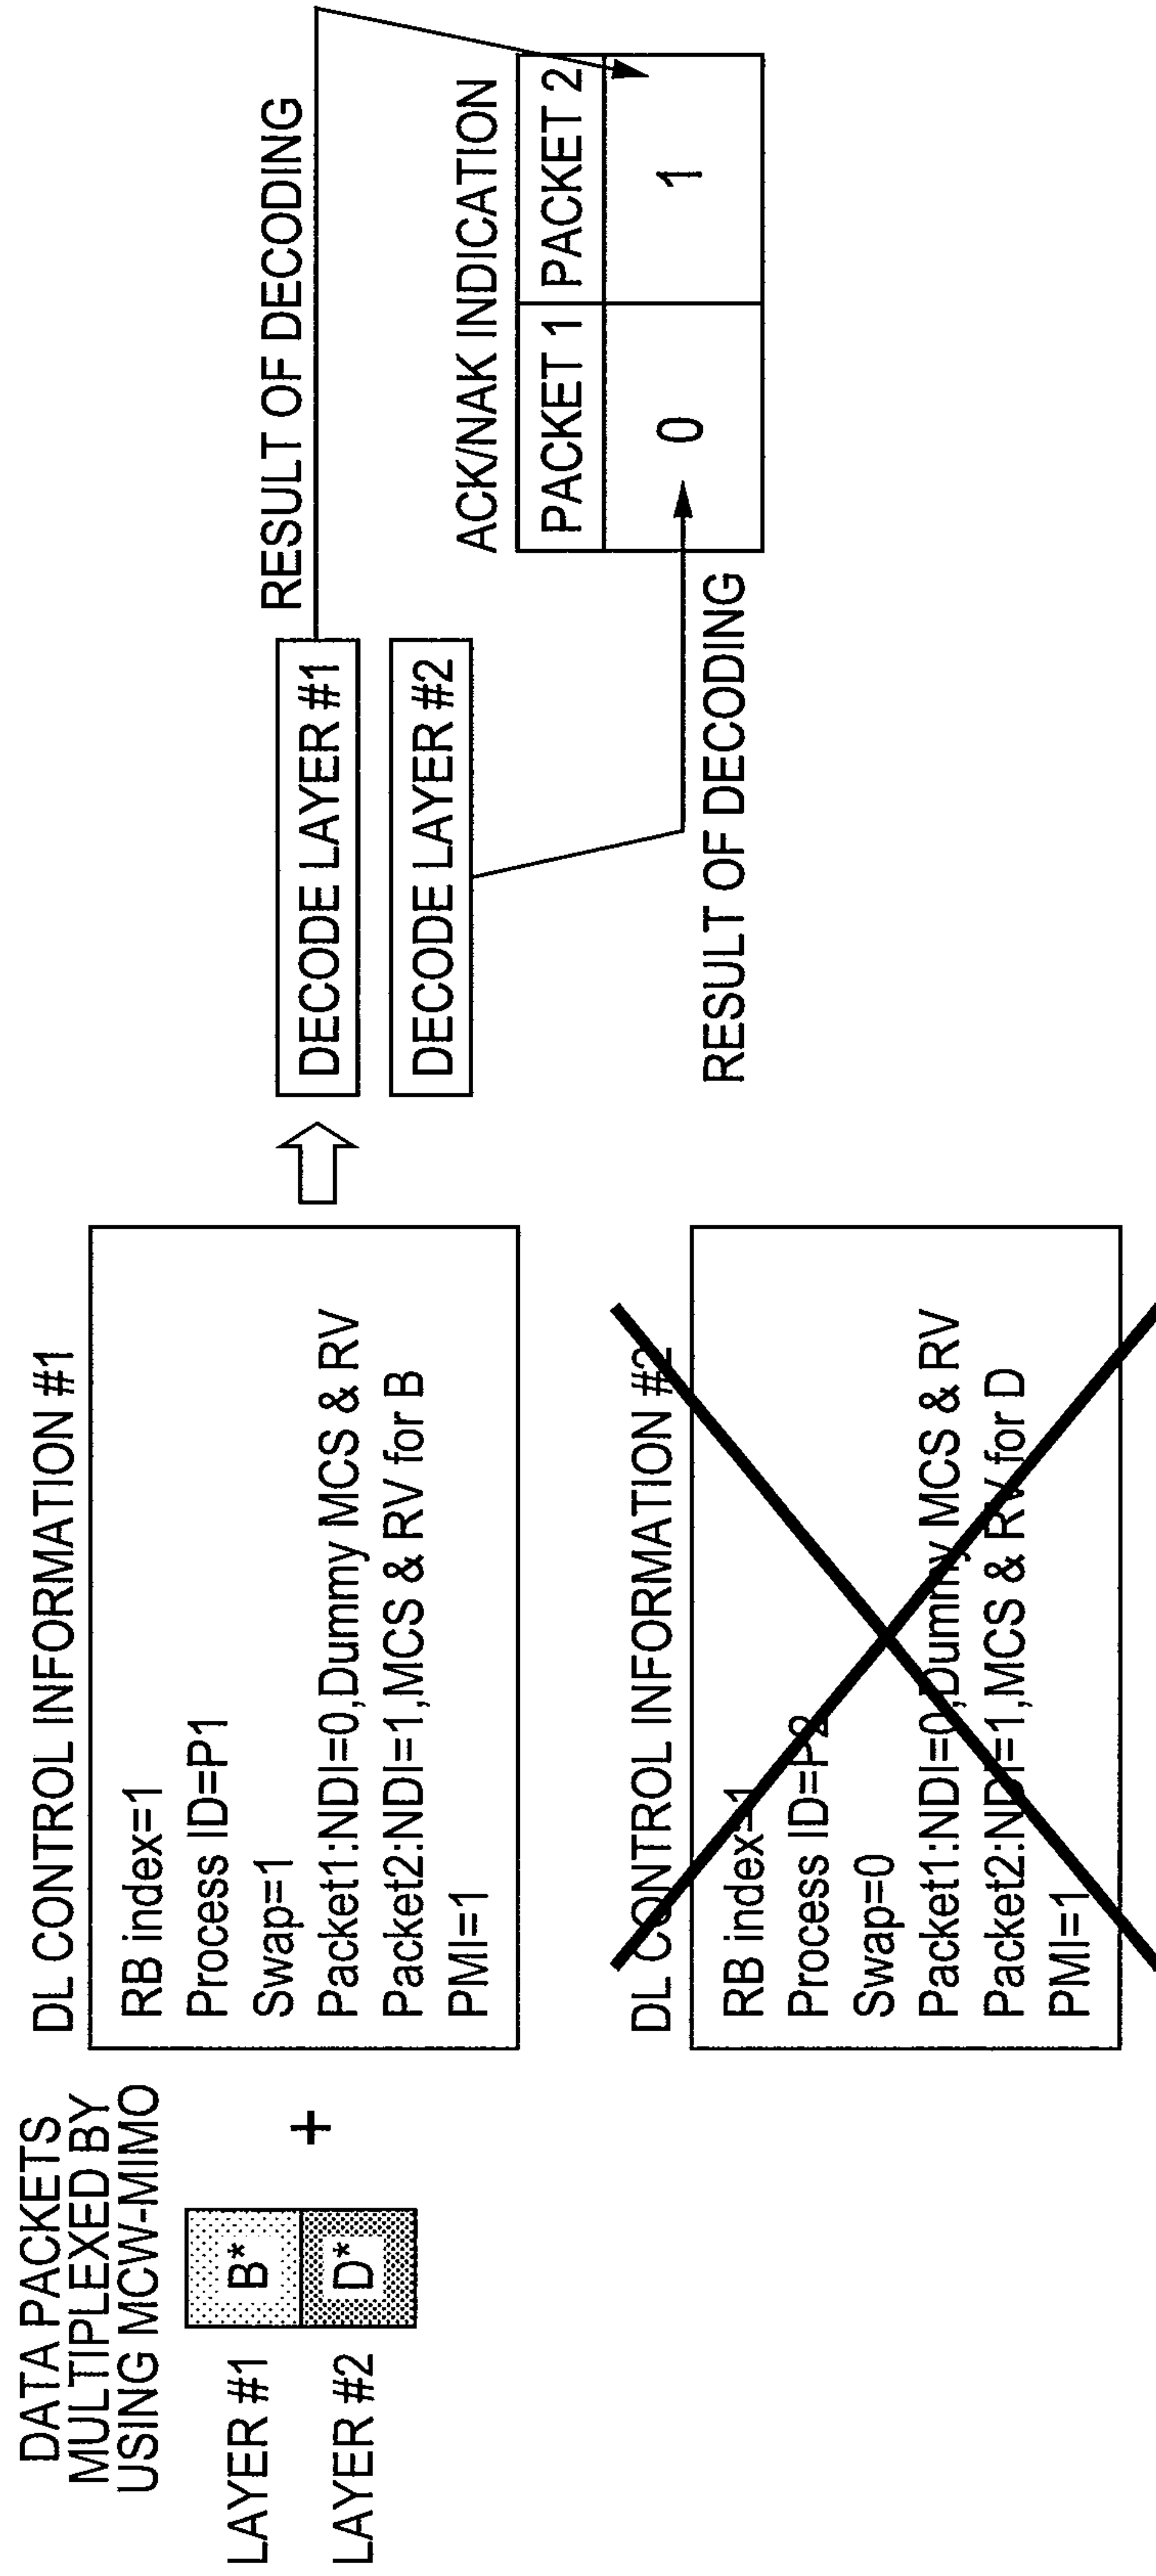 DATA PACKETS
MULTIPLEXED BY
USING MCW-MIMO
LAYER #1
B*
LAYER #2
D*
+
DL CONTROL INFORMATION #1
RB index=1
Process ID=P1
Swap=1
Packet1:NDI=0,Dummy MCS & RV
Packet2:NDI=1,MCS & RV for B
PMI=1
DL CONTROL INFORMATION #2
RB index=1
Process ID=P2
Swap=0
Packet1:NDI=0,Dummy MCS & RV
Packet2:NDI=1,MCS & RV for D
PMI=1
DECODE LAYER #1
DECODE LAYER #2
RESULT OF DECODING
RESULT OF DECODING
ACK/NAK INDICATION
PACKET 1 PACKET 2
0 1